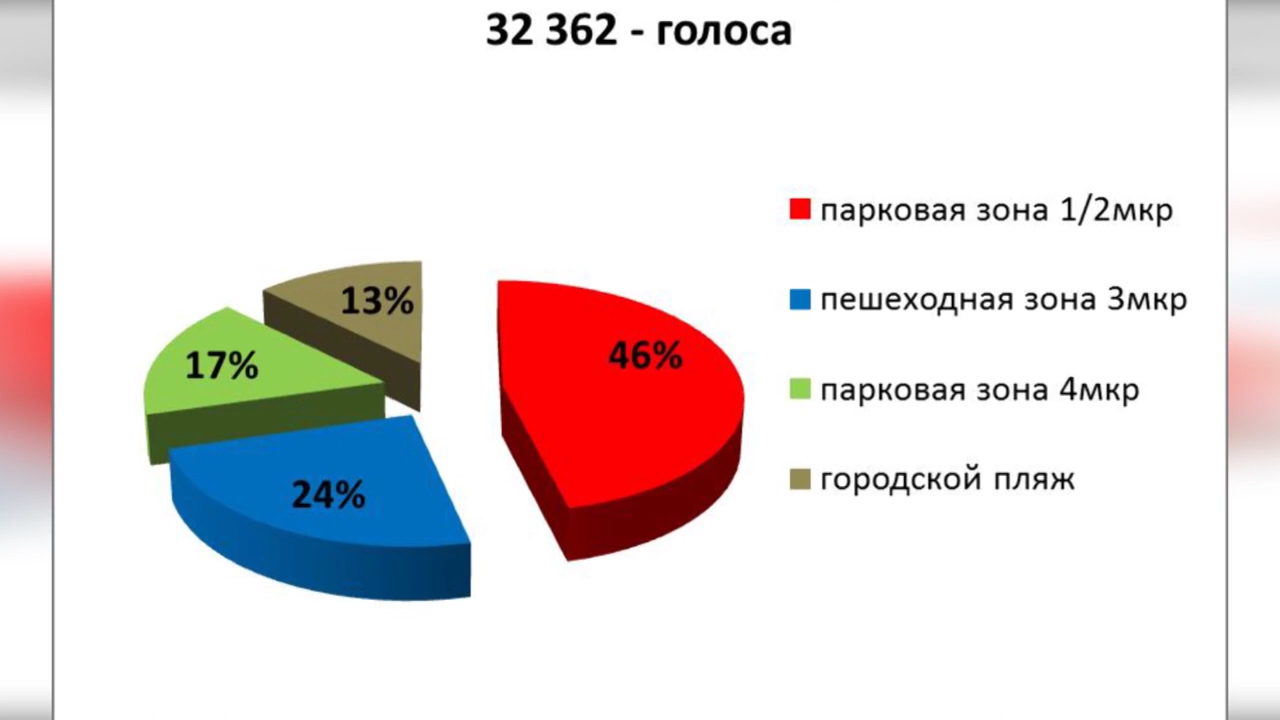 32 362 - голоса
13%
46%
17%
24%
парковая зона 1/2мкр
пешеходная зона 3мкр
парковая зона 4мкр
городской пляж